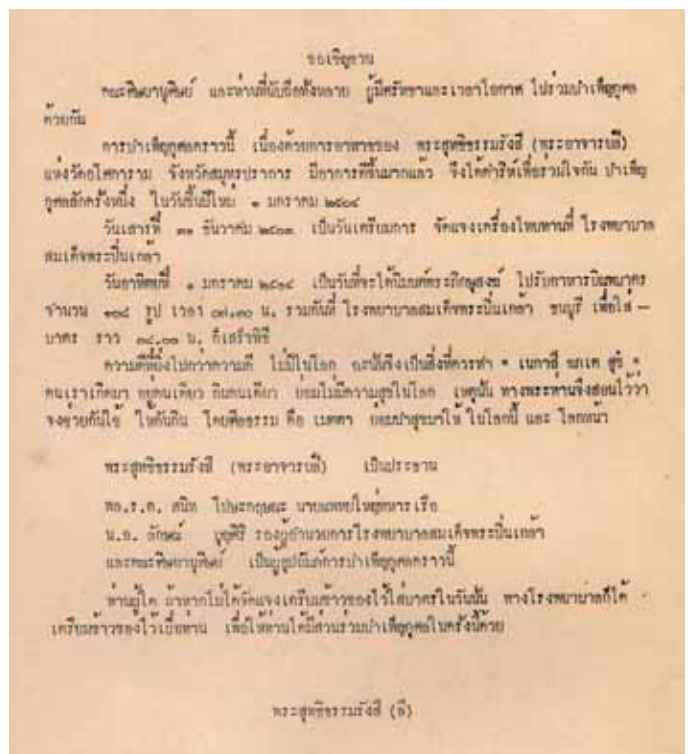 ขอเชิญชวน
คณะศิษยานุศิษย์ และท่านที่นับถือทั้งหลาย ผู้มีศรัทธาและเวลาโอกาศ ไปร่วมบำเพ็ญกุศล
ด้วยกัน
การบำเพ็ญกุศลคราวนี้ เนื่องด้วยการอาพาธของ พระสุทธิธรรมรังสี (พระอาจารย์ลี)
แห่งวัดอโศการาม จังหวัดสมุทรปราการ มีอาการดีขึ้นมากแล้ว จึงได้ดำริห์เพื่อร่วมใจกัน บำเพ็ญ
กุศลสักครั้งหนึ่ง ในวันขึ้นปีใหม่ ๑ มกราคม ๒๕๐๔
วันเสาร์ที่ ๓๑ ธันวาคม ๒๕๐๓ เป็นวันเตรียมการ จัดแจงเครื่องไทยทานที่ โรงพยาบาล
สมเด็จพระปิ่นเกล้า
วันอาทิตย์ที่ ๑ มกราคม ๒๕๐๔ เป็นวันที่จะได้นิมนต์พระภิกษุสงฆ์ ไปรับอาหารบิณฑบาตร
จำนวน ๑๐๘ รูป เวลา ๐๗.๓๐ น. รวมกันที่ โรงพยาบาลสมเด็จพระปิ่นเกล้า ธนบุรี เพื่อใส่ –
บาตร ราว ๐๘.๐๐ น. ก็เสร็จพิธี
ความดีที่ยิ่งไปกว่าความดี ไม่มีในโลก ฉะนั้นจึงเป็นสิ่งที่ควรทำ " เนกาสี ลภเต สุขํ "
คนเราเกิดมา อยู่คนเดียว กินคนเดียว ย่อมไม่มีความสุขในโลก เหตุนั้น ทางพระท่านจึงสอนไว้ว่า
จงช่วยกันใช้ ให้กันกิน โดยศีลธรรม คือ เมตตา ย่อมนำสุขมาให้ ในโลกนี้ และ โลกหน้า
พระสุทธิธรรมรังสี (พระอาจารย์ลี) เป็นประธาน
พล.ร.ต. สนิท โปษะกฤษณะ นายแพทย์ใหญ่ทหารเรือ
น.อ. ลักษณ์ บุญศิริ รองผู้อำนวยการโรงพยาบาลสมเด็จพระปิ่นเกล้า
และคณะศิษยานุศิษย์ เป็นผู้อุปถัมภ์การบำเพ็ญกุศลคราวนี้
ท่านผู้ใด ถ้าหากไม่ได้จัดแจงเตรียมข้าวของไว้ใส่บาตรในวันนั้น ทางโรงพยาบาลก็ได้
เตรียมข้าวของไว้เผื่อท่าน เพื่อให้ท่านได้มีส่วนร่วมบำเพ็ญกุศลในครั้งนี้ด้วย
พระสุทธิธรรมรังสี (ลี)